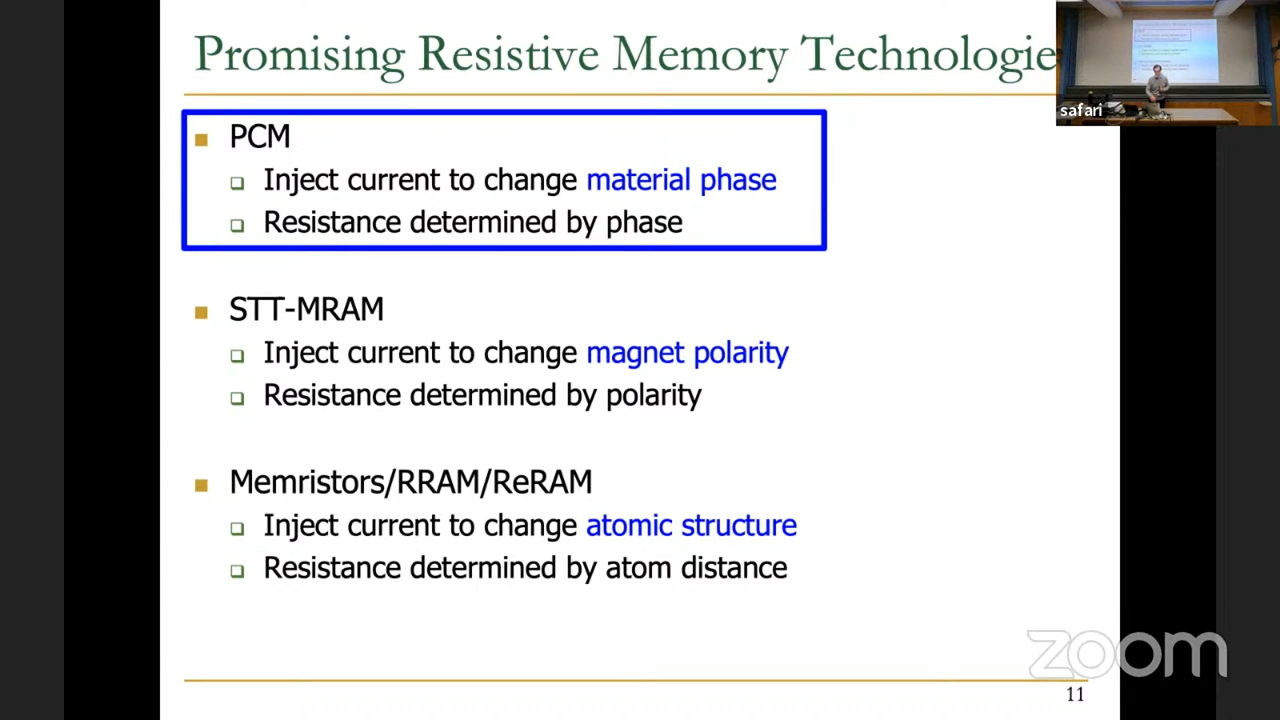 Promising Resistive Memory Technologie
safari
PCM
Inject current to change material phase
Resistance determined by phase
STT-MRAM
Inject current to change magnet polarity
Resistance determined by polarity
Memristors/RRAM/ReRAM
Inject current to change atomic structure
Resistance determined by atom distance
zoom
11